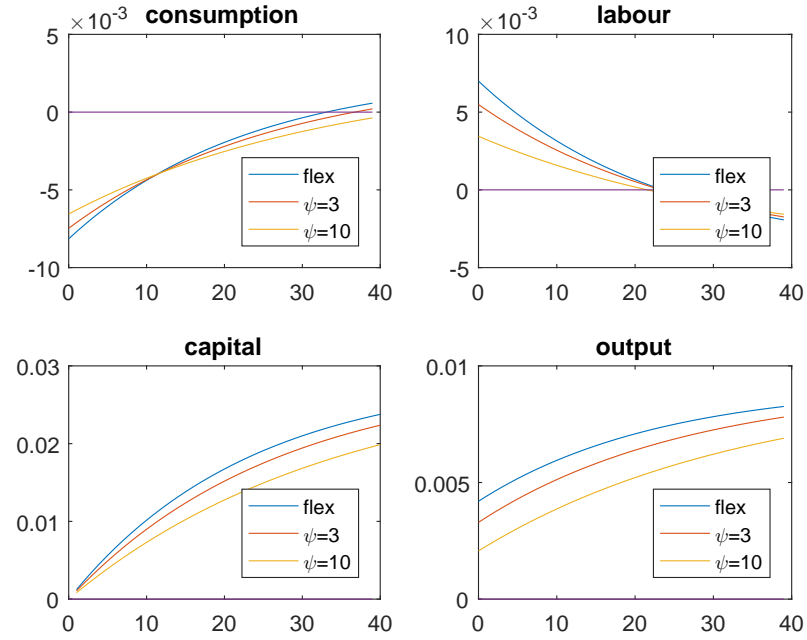 consumption
×10-3
5
0
-5
-10
0 10 20 30 40
flex
ψ=3
ψ=10
labour
×10-3
10
5
0
-5
0 10 20 30 40
flex
ψ=3
ψ=10
capital
0.03
0.02
0.01
0
0 10 20 30 40
flex
ψ=3
ψ=10
output
0.01
0.005
0
0 10 20 30 40
flex
ψ=3
ψ=10